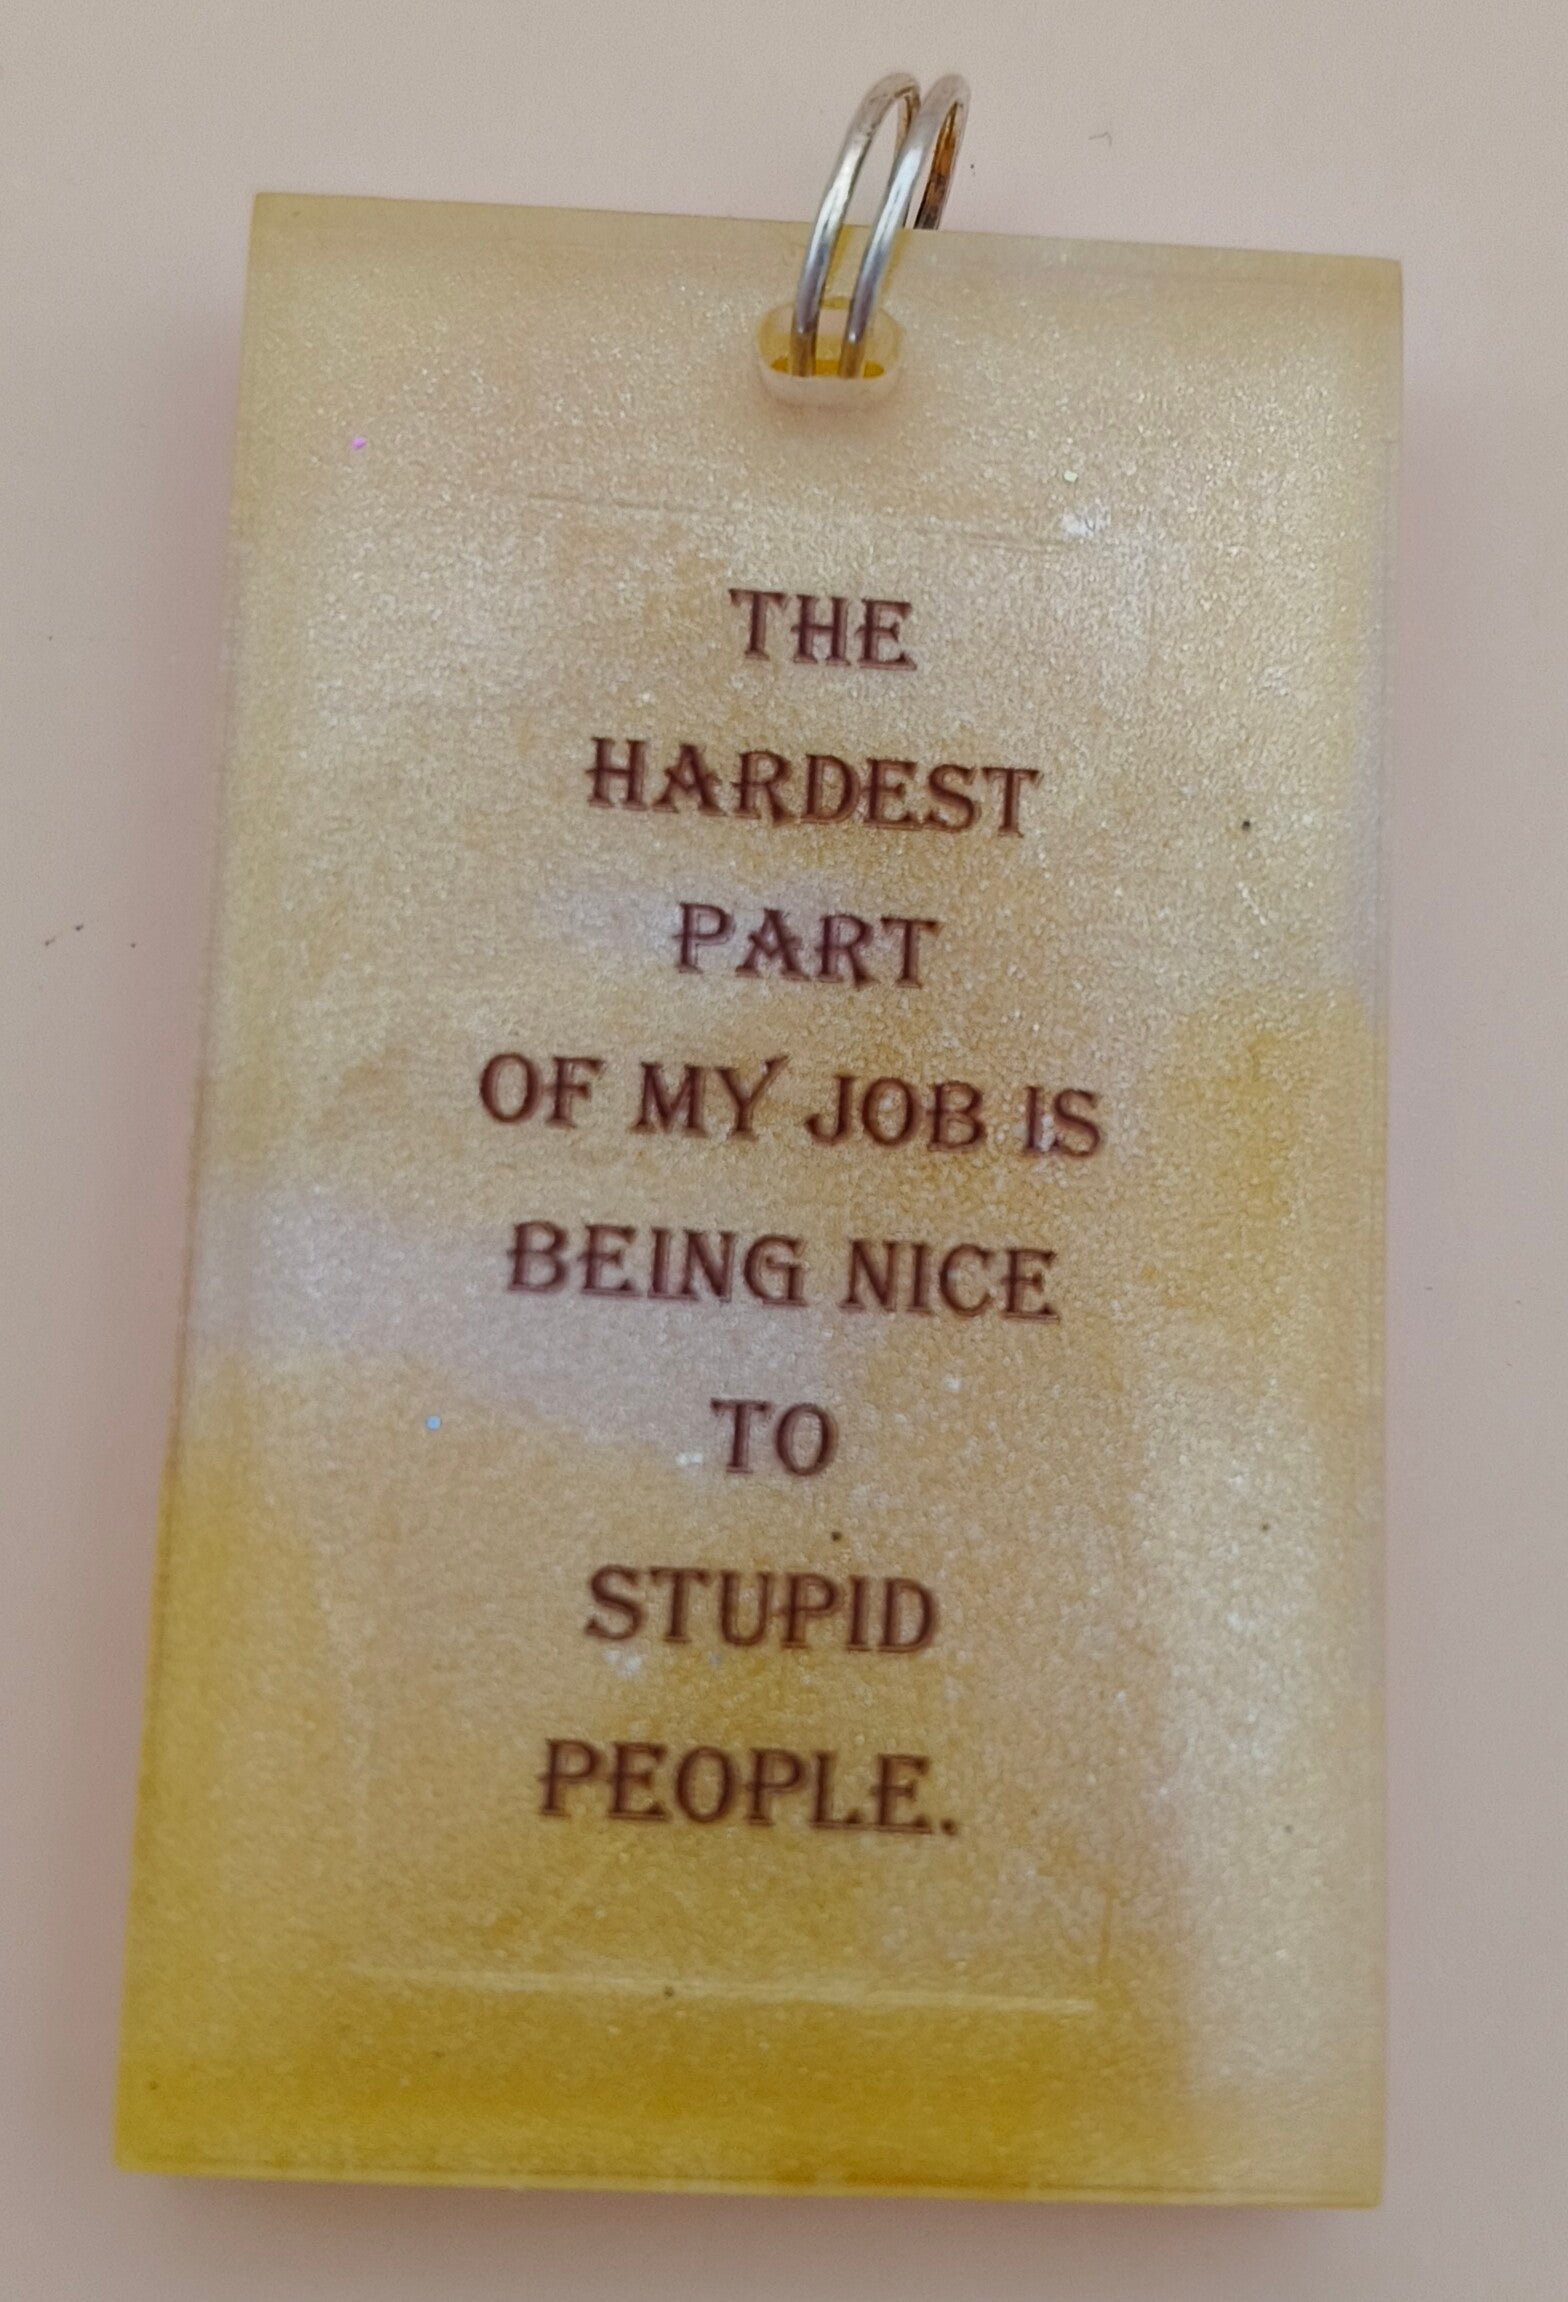 THE
HARDEST
PART
OF MY JOB IS
BEING NICE
TO
STUPID
PEOPLE.